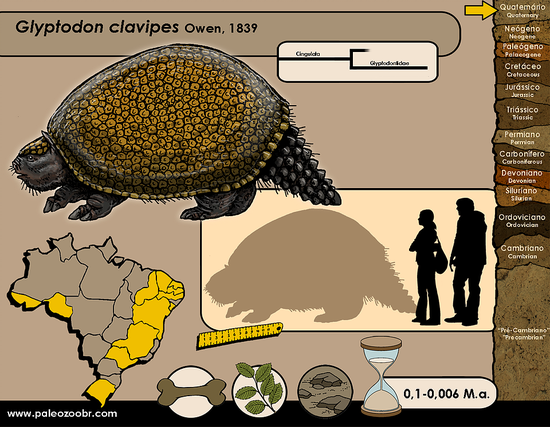 Glyptodon clavipes Owen, 1839
Cingulata
Glyptodontidae
Quaternário
Quaternary
Neógeno
Neogene
Paleógeno
Palaeogene
Cretáceo
Cretaceous
Jurássico
Jurassic
Triássico
Triassic
Permiano
Permian
Carbonífero
Carboniferous
Devoniano
Devonian
Siluriano
Silurian
Ordoviciano
Ordovician
Cambriano
Cambrian
"Pré-Cambriano"
"Precambrian"
0,1-0,006 M.a.
www.paleozoobr.com